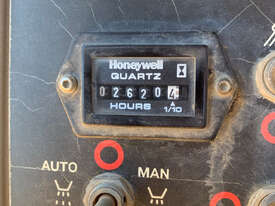 Honeywell
QUARTZ
026204
HOURS 1/10
AUTO MAN